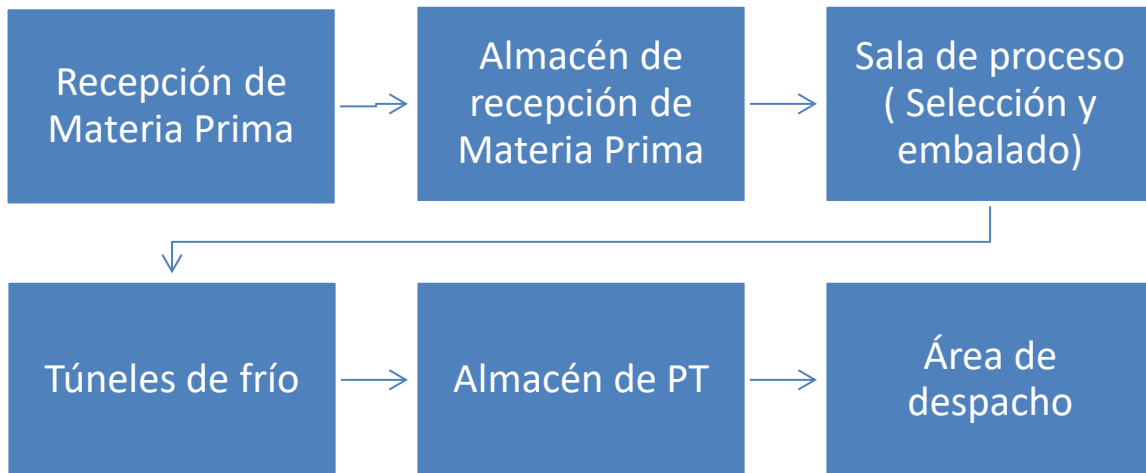 Recepción de
Materia Prima
Almacén de
recepción de
Materia Prima
Sala de proceso
( Selección y
embalado)
Túneles de frío
Almacén de PT
Área de
despacho